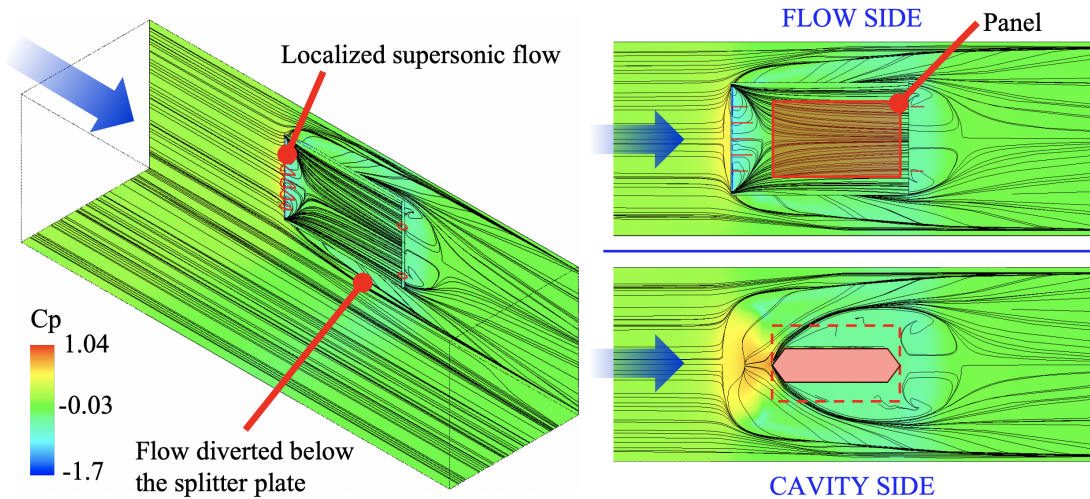 FLOW SIDE
Panel
Localized supersonic flow
Cp
1.04
-0.03
-1.7
Flow diverted below
the splitter plate
CAVITY SIDE